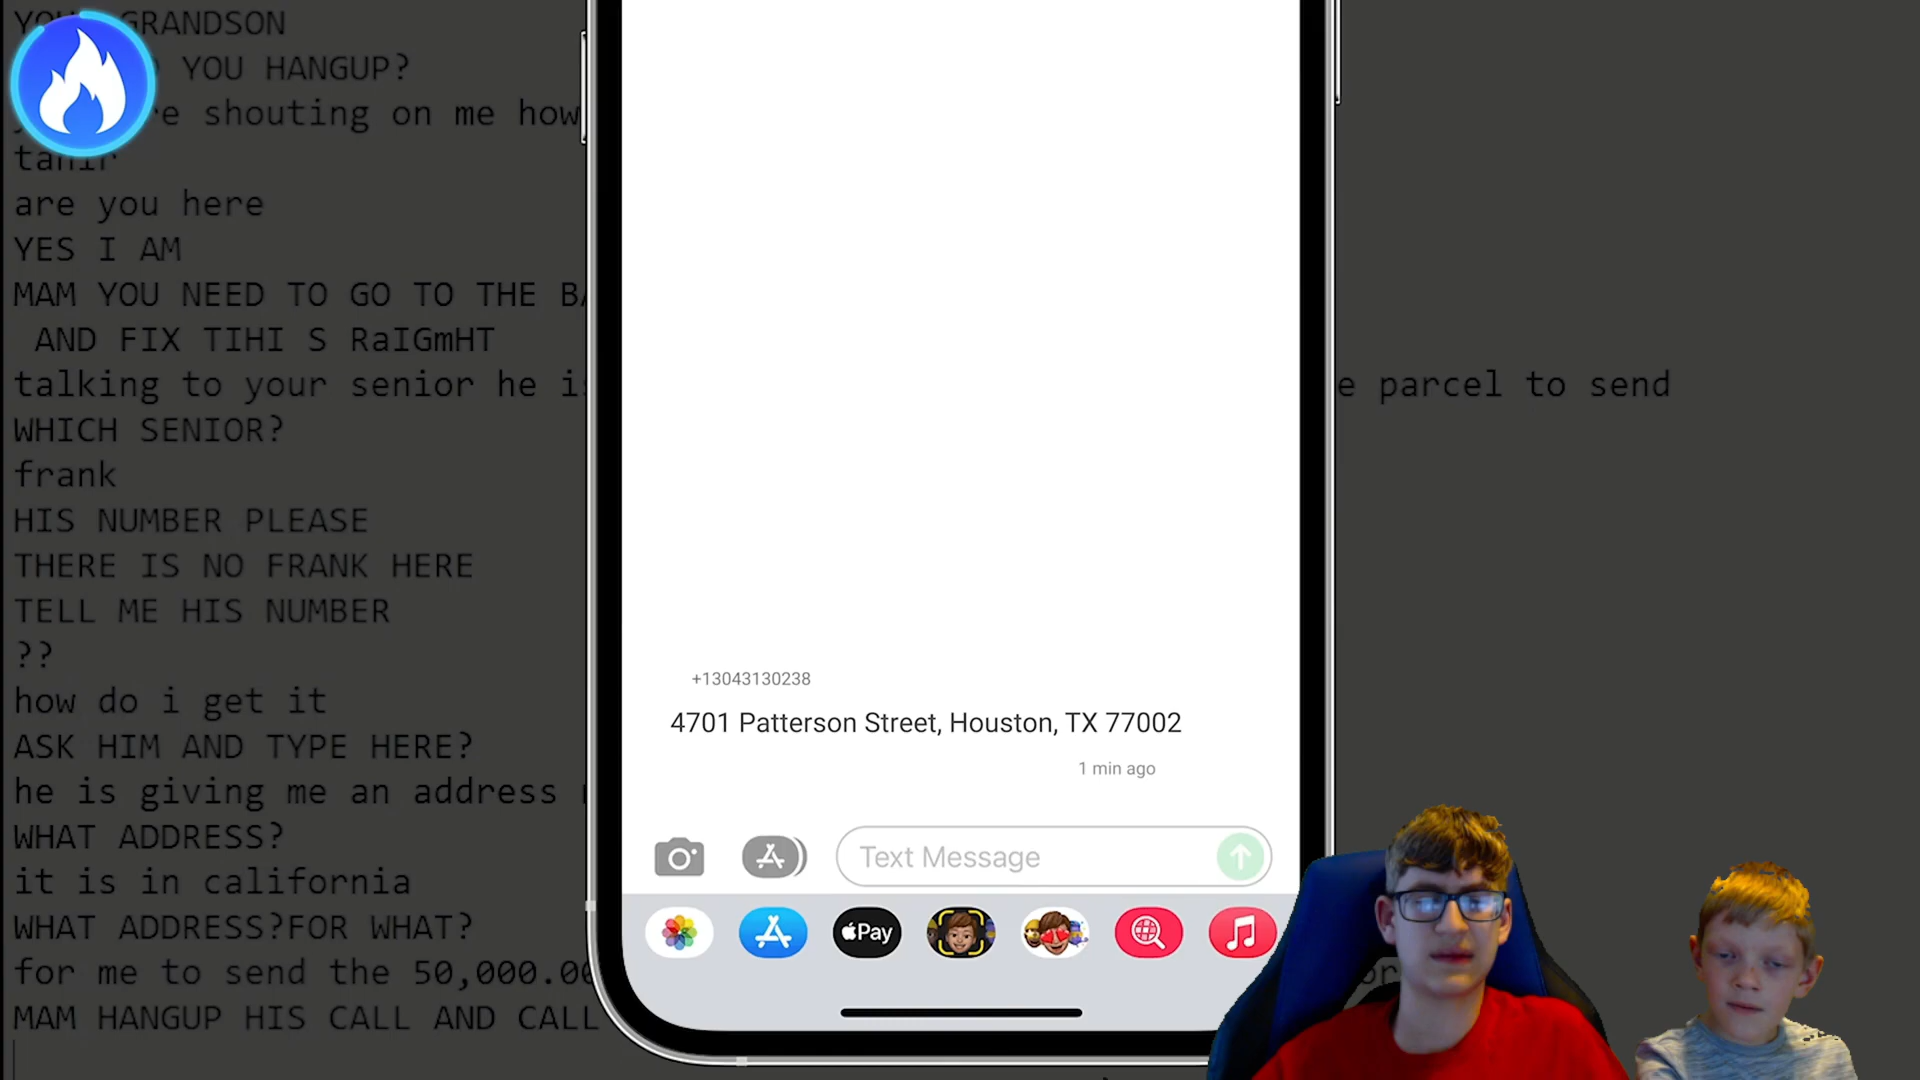 GRANDSON
YOU HANGUP?
re shouting on me how
tahir
are you here
YES I AM
MAM YOU NEED TO GO TO THE
AND FIX TIHI S RaIGmHT
talking to your senior he parcel to send
WHICH SENIOR?
frank
HIS NUMBER PLEASE
THERE IS NO FRANK HERE
TELL ME HIS NUMBER
??
how do i get it
ASK HIM AND TYPE HERE?
he is giving me an address
WHAT ADDRESS?
it is in california
WHAT ADDRESS?FOR WHAT?
for me to send the 50,000.00
MAM HANGUP HIS CALL AND CALL
+13043130238
4701 Patterson Street, Houston, TX 77002
1 min ago
Text Message
Pay